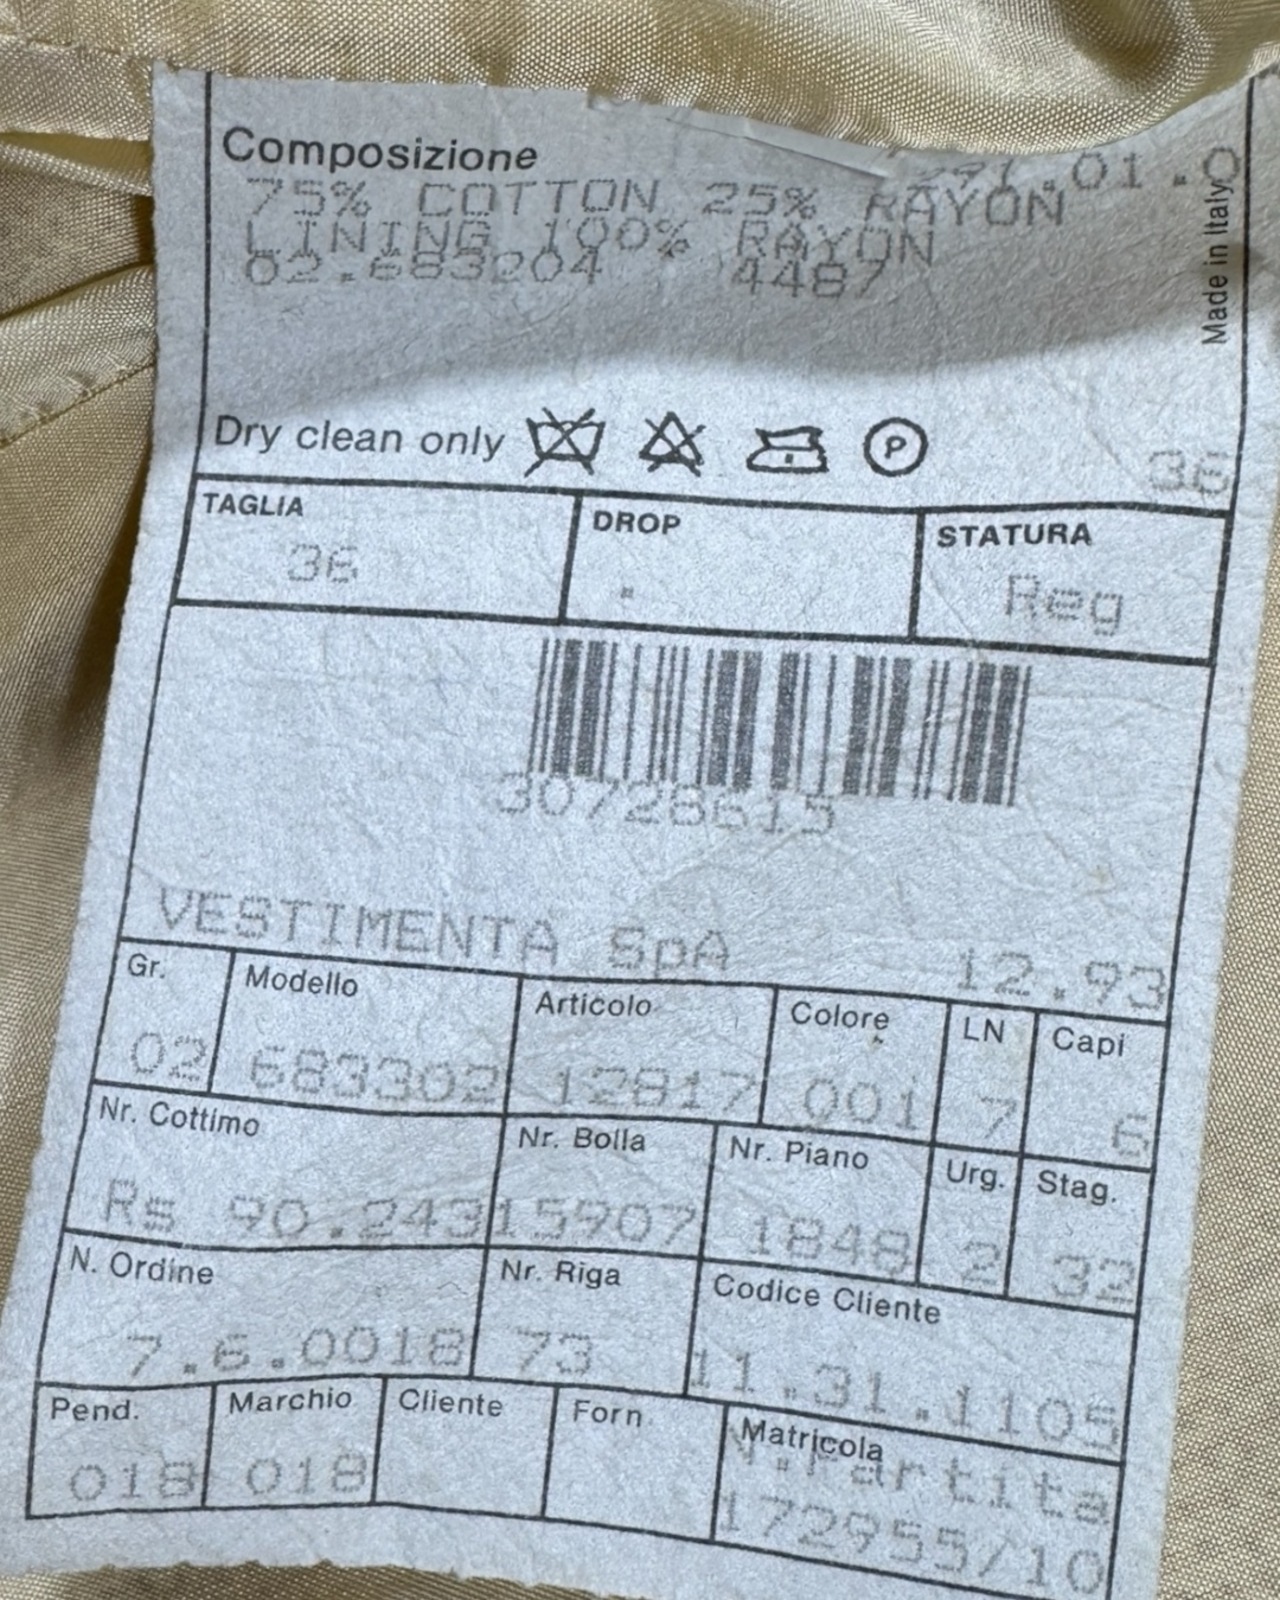 Composizione
.01.0
75% COTTON 25% RAYON
LINING 100% RAYON
02.683204 4487
Made in Italy
Dry clean only P
36
TAGLIA DROP STATURA
36 . Reg
30728615
VESTIMENTA SpA 12.93
Gr. Modello Articolo Colore LN Capi
02 683302 12817 001 7 6
Nr. Cottimo Nr. Bolla Nr. Piano Urg. Stag.
Rs 90.24315907 1848 2 32
N. Ordine Nr. Riga Codice Cliente
7.6.0018 73 11.31.1105
Pend. Marchio Cliente Forn. Matricola
N.Partita
018 018 172955/10